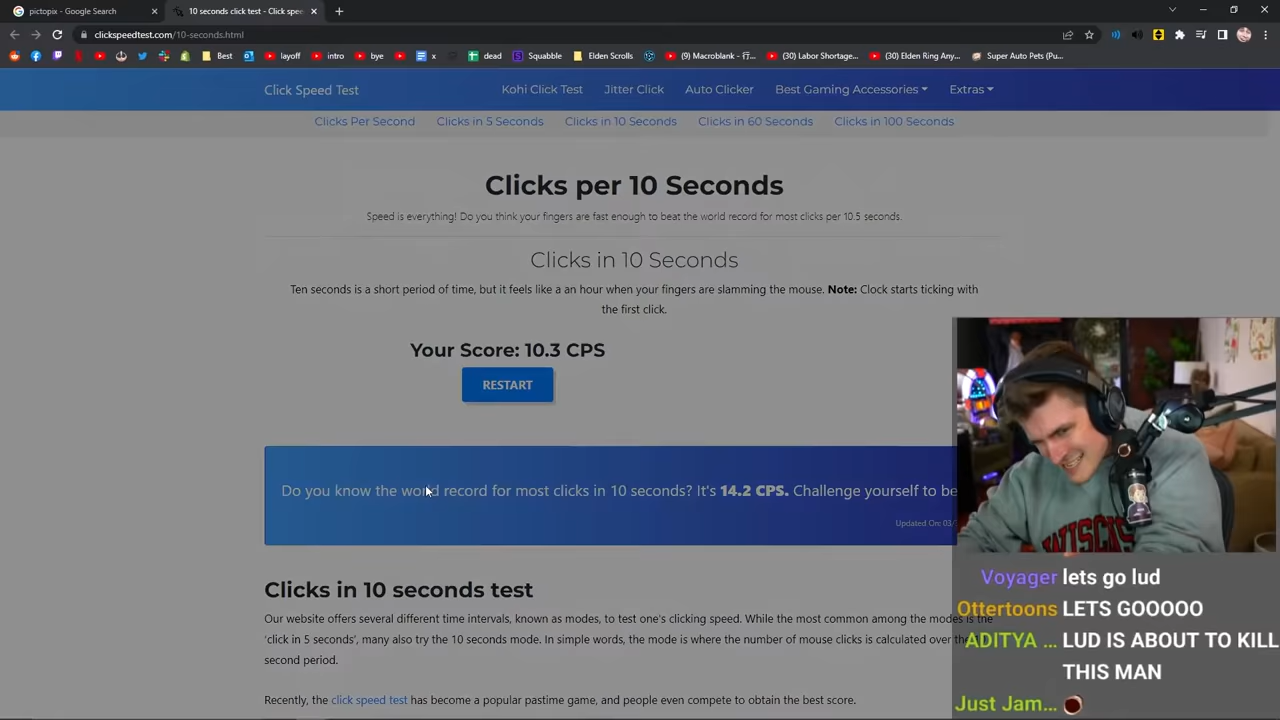 pictopix - Google Search
10 seconds click test - Click spee
clickspeedtest.com/10-seconds.html
Best
layoff
intro
bye
x
dead
Squabble
Elden Scrolls
(9) Macroblank -
(30) Labor Shortage...
(30) Elden Ring Any...
Super Auto Pets (Pu...
Click Speed Test
Kohi Click Test
Jitter Click
Auto Clicker
Best Gaming Accessories
Extras
Clicks Per Second
Clicks in 5 Seconds
Clicks in 10 Seconds
Clicks in 60 Seconds
Clicks in 100 Seconds
Clicks per 10 Seconds
Speed is everything! Do you think your fingers are fast enough to beat the world record for most clicks per 10.5 seconds.
Clicks in 10 Seconds
Ten seconds is a short period of time, but it feels like a an hour when your fingers are slamming the mouse. Note: Clock starts ticking with
the first click.
Your Score: 10.3 CPS
RESTART
Do you know the world record for most clicks in 10 seconds? It's 14.2 CPS. Challenge yourself to be
Updated On: 03/
Clicks in 10 seconds test
Our website offers several different time intervals, known as modes, to test one's clicking speed. While the most common among the modes is the
'click in 5 seconds', many also try the 10 seconds mode. In simple words, the mode is where the number of mouse clicks is calculated over the
second period.
Recently, the click speed test has become a popular pastime game, and people even compete to obtain the best score.
WISCKS
Voyager lets go lud
Ottertoons LETS GOOOOO
ADITYA ... LUD IS ABOUT TO KILL
THIS MAN
Just Jam...